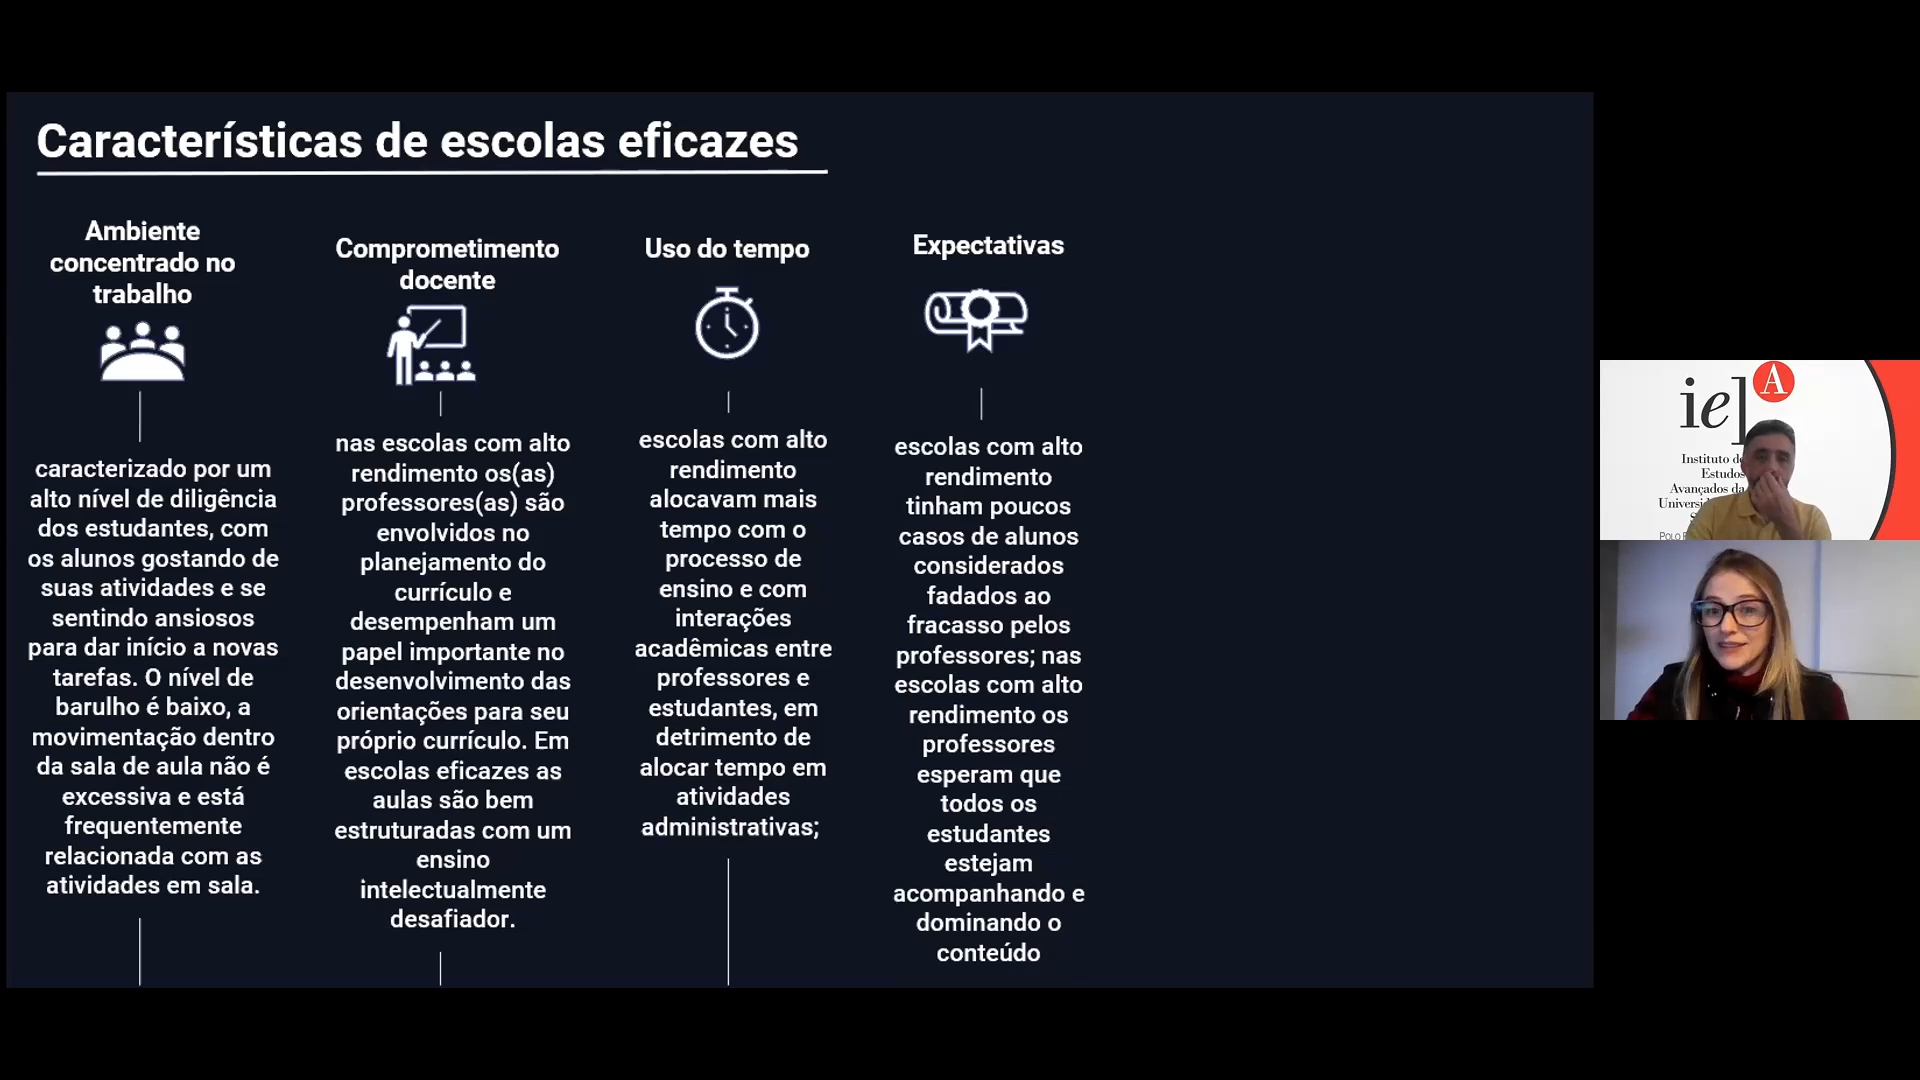 Características de escolas eficazes
Ambiente
concentrado no
trabalho
caracterizado por um
alto nível de diligência
dos estudantes, com
os alunos gostando de
suas atividades e se
sentindo ansiosos
para dar início a novas
tarefas. O nível de
barulho é baixo, a
movimentação dentro
da sala de aula não é
excessiva e está
frequentemente
relacionada com as
atividades em sala.
Comprometimento
docente
nas escolas com alto
rendimento os(as)
professores(as) são
envolvidos no
planejamento do
currículo e
desempenham um
papel importante no
desenvolvimento das
orientações para seu
próprio currículo. Em
escolas eficazes as
aulas são bem
estruturadas com um
ensino
intelectualmente
desafiador.
Uso do tempo
escolas com alto
rendimento
alocavam mais
tempo com o
processo de
ensino e com
interações
acadêmicas entre
professores e
estudantes, em
detrimento de
alocar tempo em
atividades
administrativas;
Expectativas
escolas com alto
rendimento
tinham poucos
casos de alunos
considerados
fadados ao
fracasso pelos
professores; nas
escolas com alto
rendimento os
professores
esperam que
todos os
estudantes
estejam
acompanhando e
dominando o
conteúdo
ie]A
Instituto de
Estudos
Avançados da